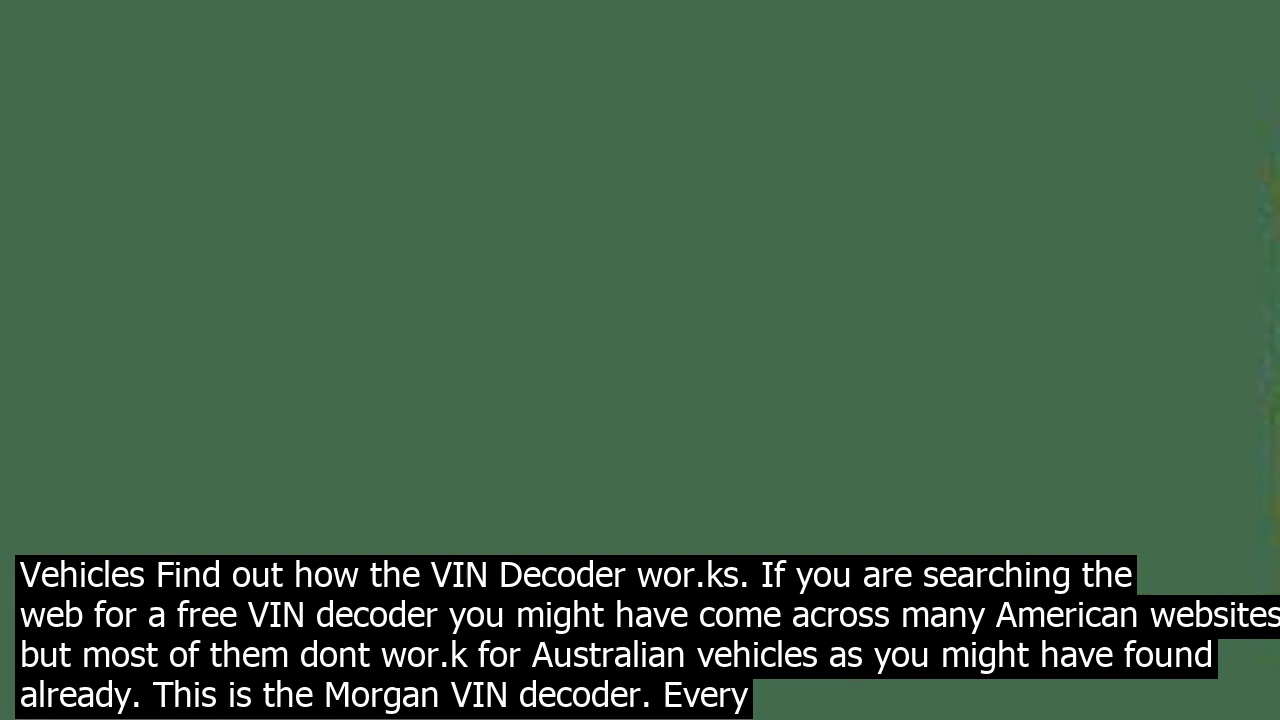 Vehicles Find out how the VIN Decoder wor.ks. If you are searching the
web for a free VIN decoder you might have come across many American websites
but most of them dont wor.k for Australian vehicles as you might have found
already. This is the Morgan VIN decoder. Every